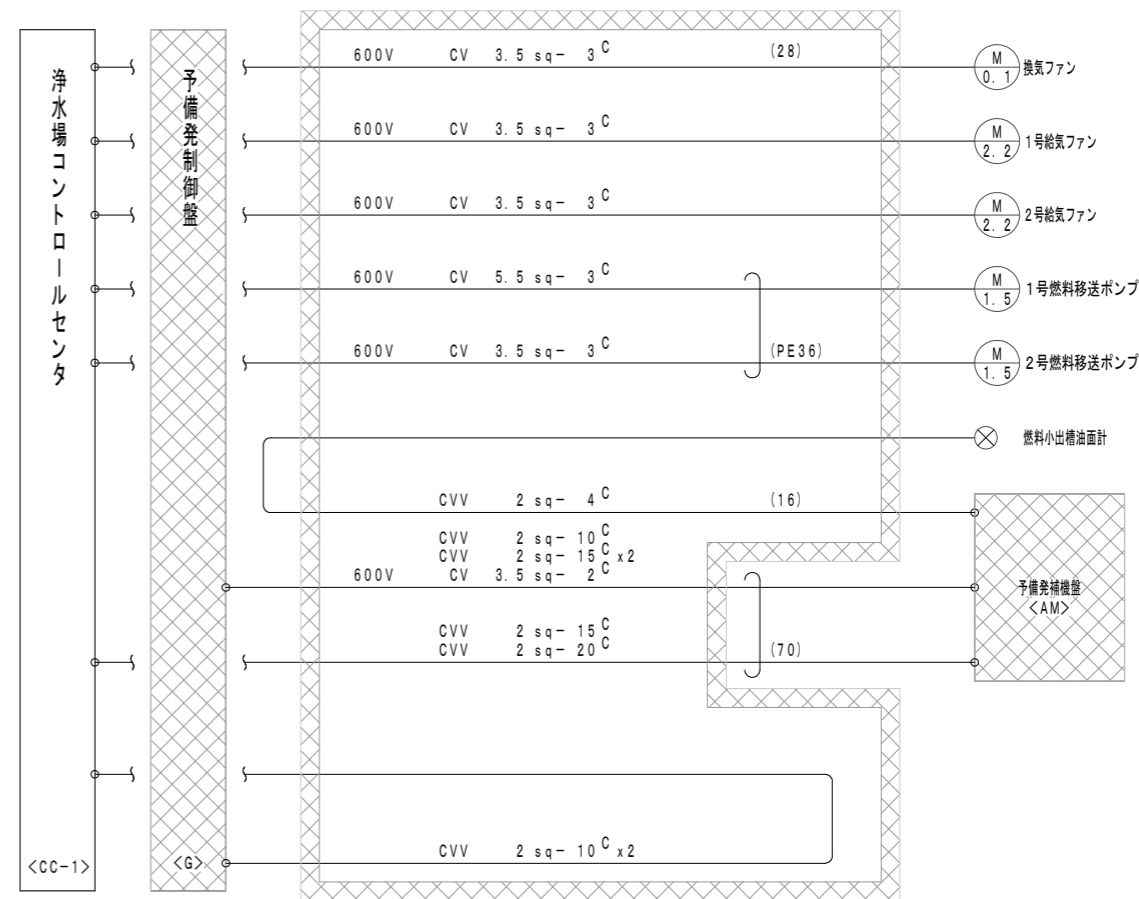 浄水場コントロールセンタ
<CC-1>
予備発制御盤
<G>
600V CV 3.5 sq- 3C (28)
M
0.1
換気ファン
600V CV 3.5 sq- 3C
M
2.2
1号給気ファン
600V CV 3.5 sq- 3C
M
2.2
2号給気ファン
600V CV 5.5 sq- 3C
M
1.5
1号燃料移送ポンプ
600V CV 3.5 sq- 3C (PE36)
M
1.5
2号燃料移送ポンプ
燃料小出槽油面計
CVV 2 sq- 4C (16)
CVV 2 sq- 10C
CVV 2 sq- 15C x2
600V CV 3.5 sq- 2C
予備発補機盤
<AM>
CVV 2 sq- 15C
CVV 2 sq- 20C (70)
CVV 2 sq- 10C x2